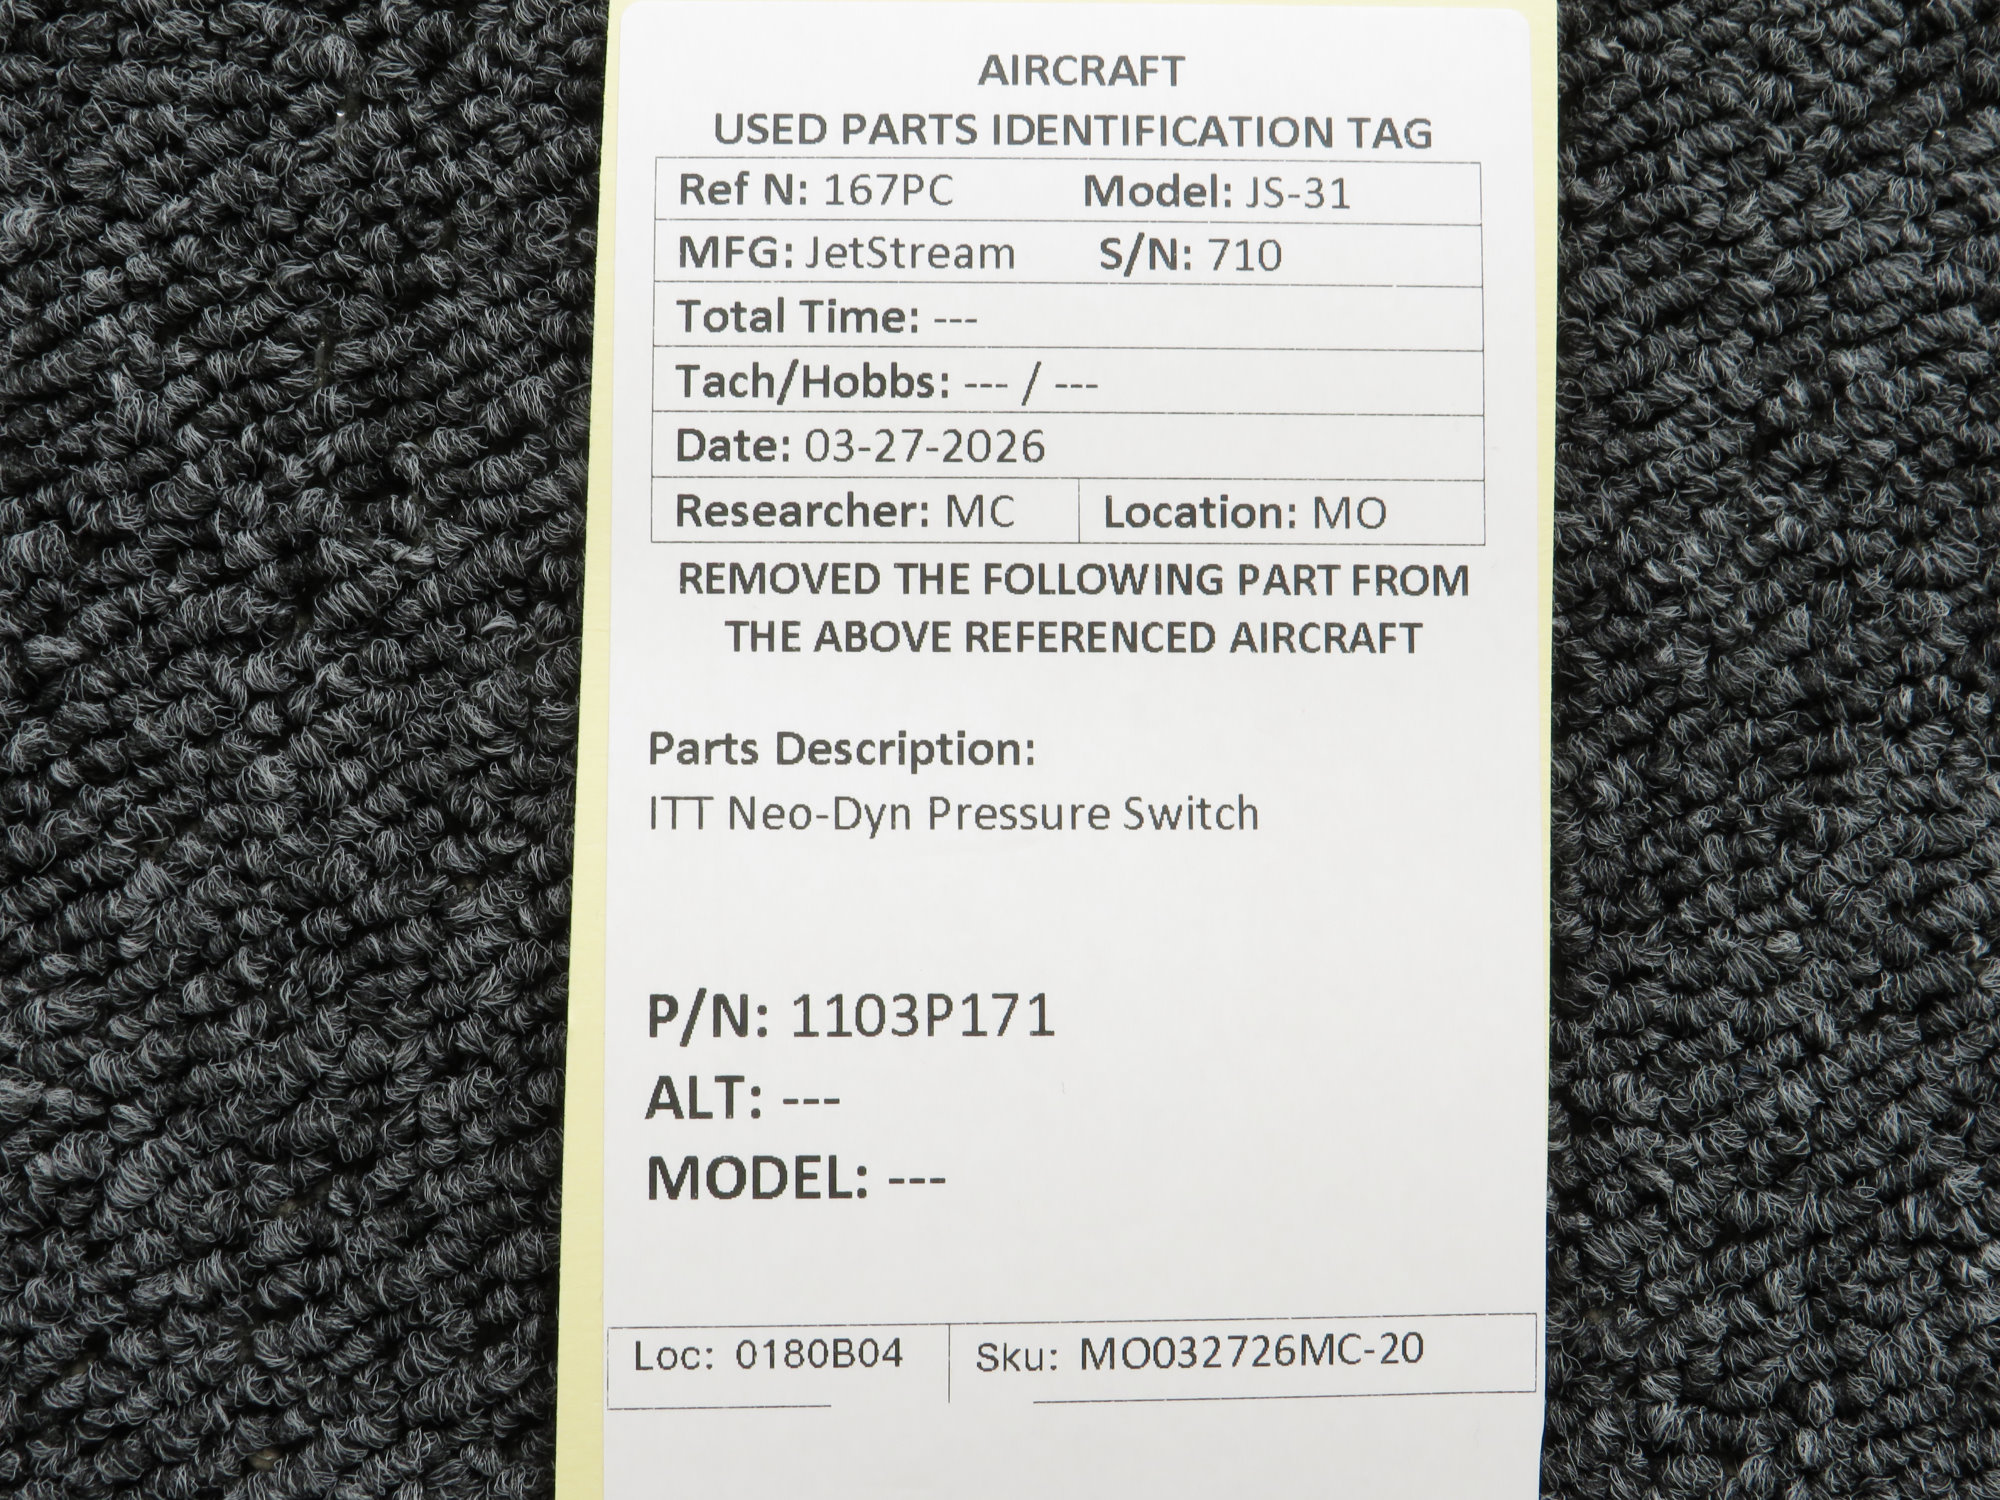 AIRCRAFT
USED PARTS IDENTIFICATION TAG
Ref N: 167PC Model: JS-31
MFG: JetStream S/N: 710
Total Time: ---
Tach/Hobbs: --- / ---
Date: 03-27-2026
Researcher: MC Location: MO
REMOVED THE FOLLOWING PART FROM
THE ABOVE REFERENCED AIRCRAFT
Parts Description:
ITT Neo-Dyn Pressure Switch
P/N: 1103P171
ALT: ---
MODEL: ---
Loc: 0180B04 Sku: MO032726MC-20